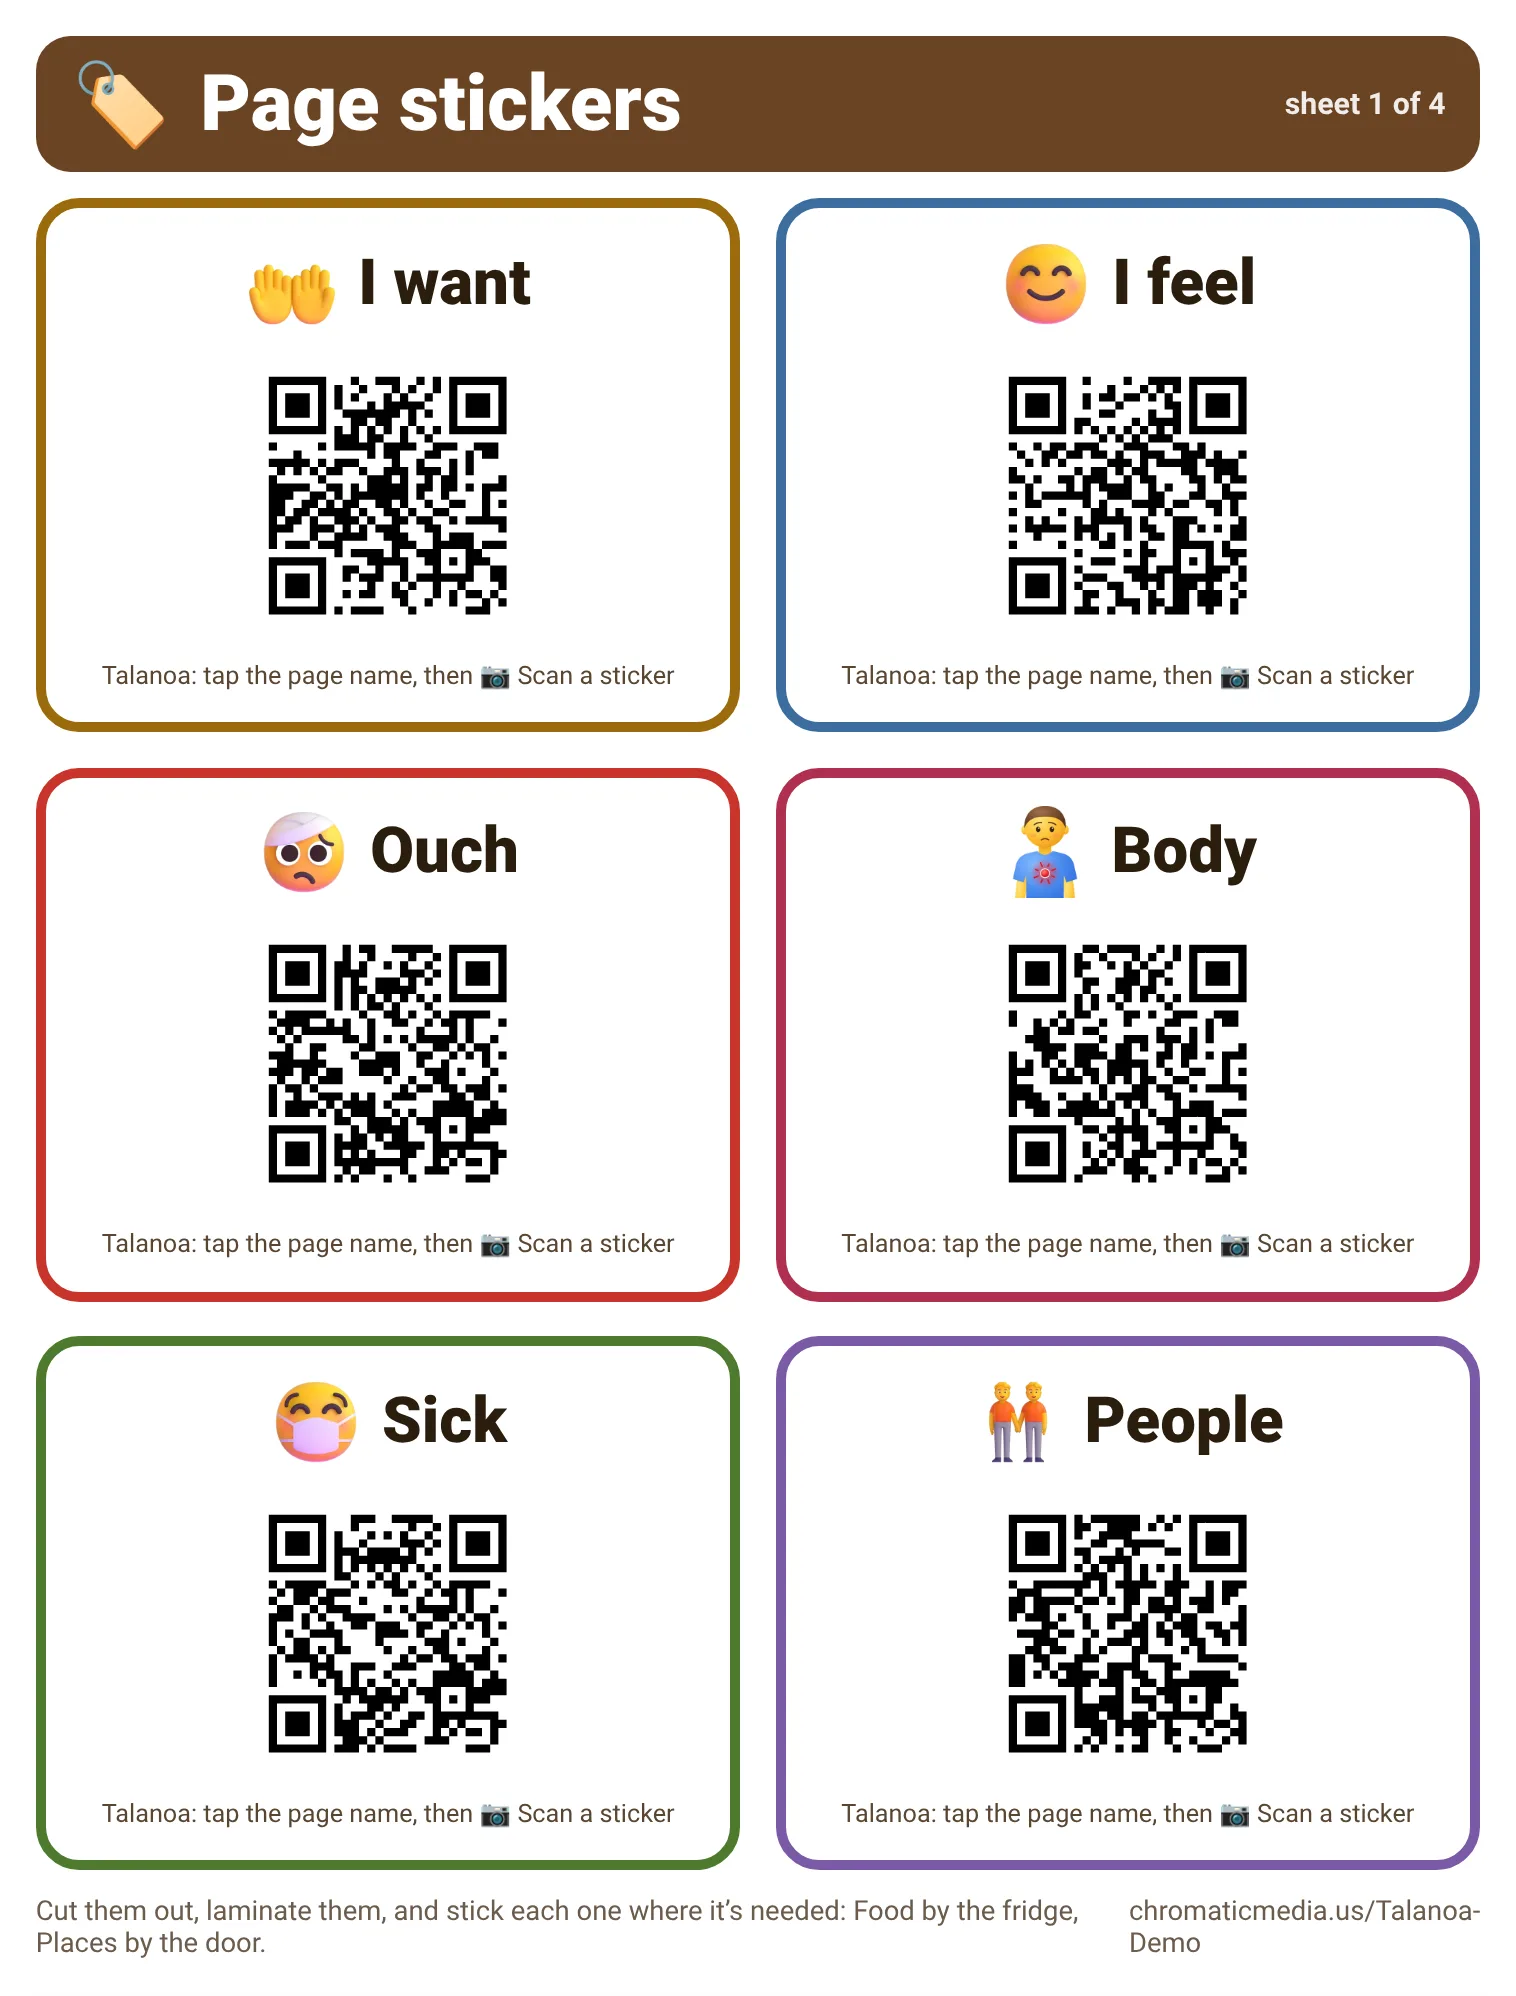 Page stickers
sheet 1 of 4
I want
Talanoa: tap the page name, then 📷 Scan a sticker
I feel
Talanoa: tap the page name, then 📷 Scan a sticker
Ouch
Talanoa: tap the page name, then 📷 Scan a sticker
Body
Talanoa: tap the page name, then 📷 Scan a sticker
Sick
Talanoa: tap the page name, then 📷 Scan a sticker
People
Talanoa: tap the page name, then 📷 Scan a sticker
Cut them out, laminate them, and stick each one where it’s needed: Food by the fridge,
Places by the door.
chromaticmedia.us/Talanoa-
Demo